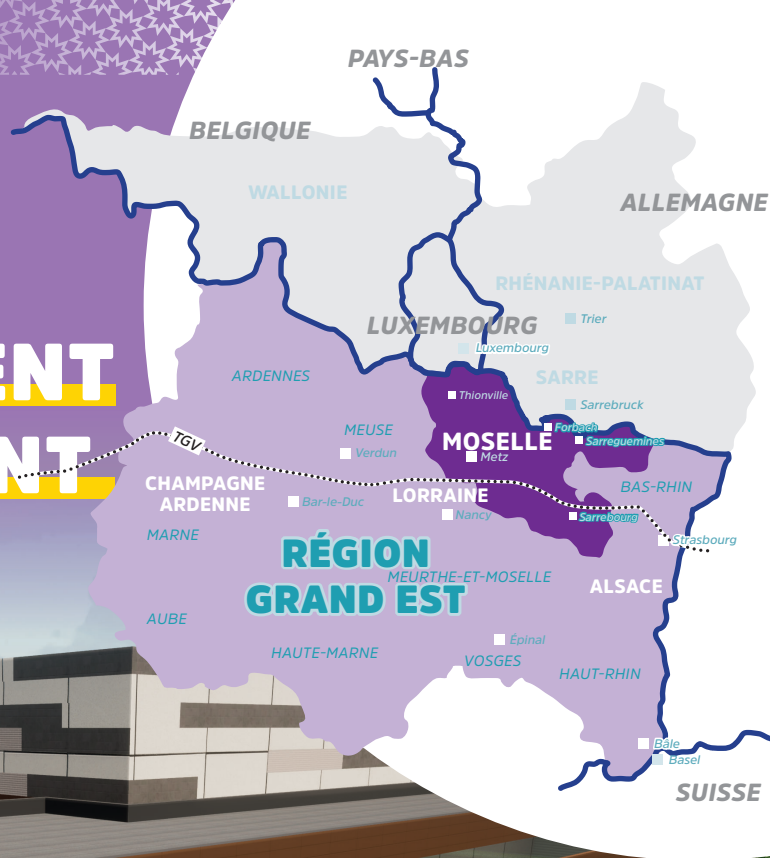 PAYS-BAS
BELGIQUE
WALLONIE
ALLEMAGNE
RHÉNANIE-PALATINAT
LUXEMBOURG
Trier
Luxembourg
ENT
ARDENNES
SARRE
Thionville
Sarrebruck
MEUSE
Forbach
NT
TGV
MOSELLE
Sarreguemines
Verdun
Metz
CHAMPAGNE
ARDENNE
LORRAINE
BAS-RHIN
Bar-le-Duc
Nancy
Sarrebourg
MARNE
Strasbourg
RÉGION
GRAND EST
MEURTHE-ET-MOSELLE
ALSACE
AUBE
Épinal
HAUTE-MARNE
VOSGES
HAUT-RHIN
Bâle
Basel
SUISSE